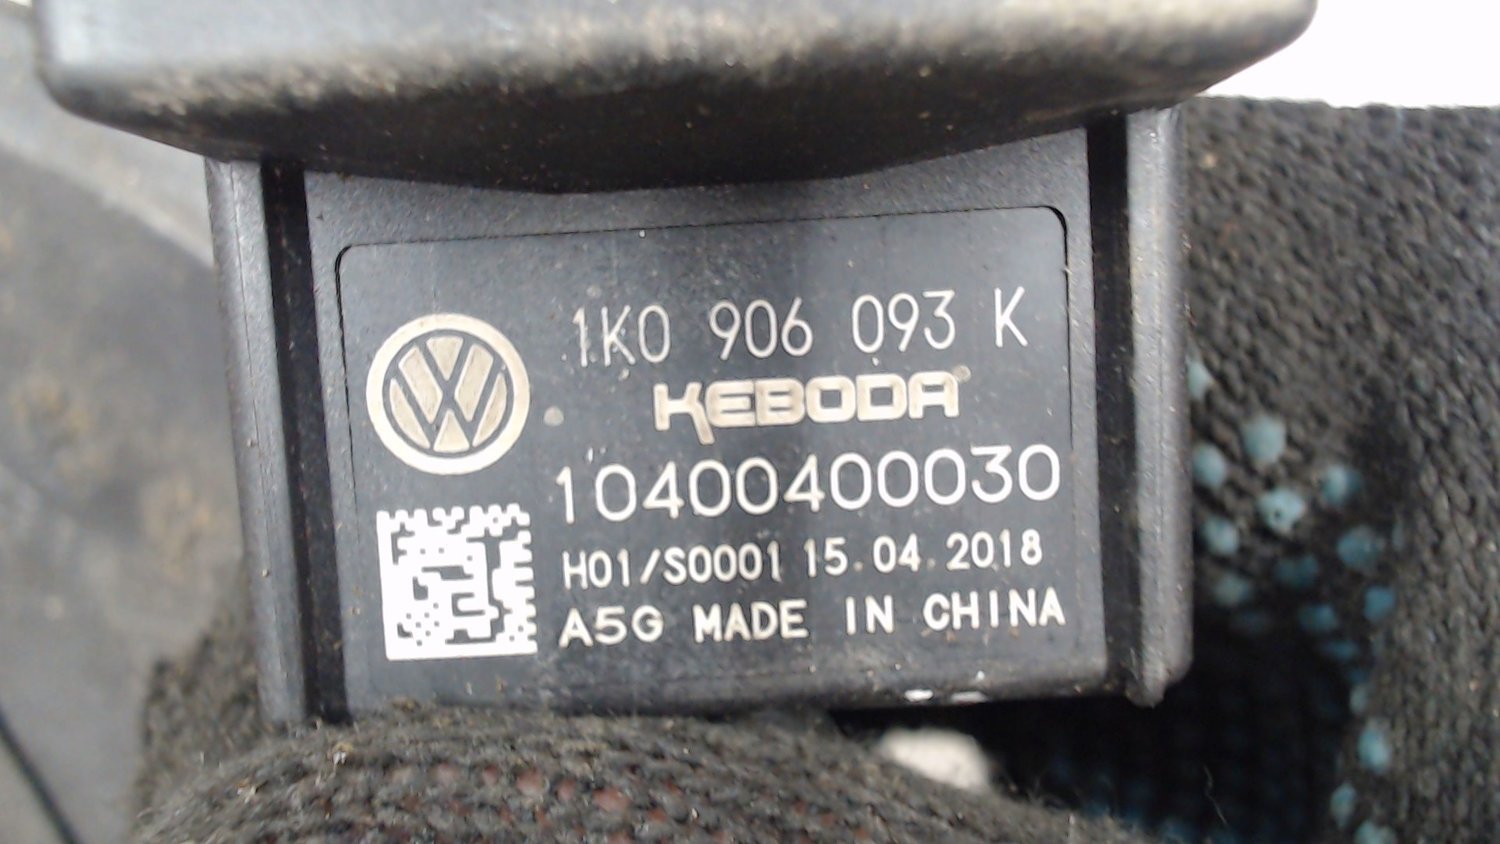 1K0 906 093 K
KEBODA®
10400400030
H01/S0001 15.04.2018
A5G MADE IN CHINA